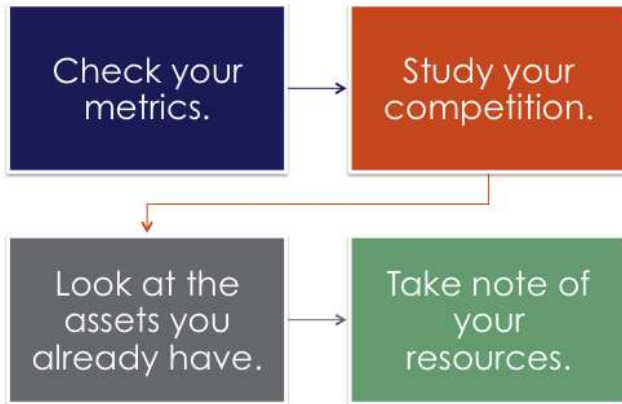 Check your
metrics.
Study your
competition.
Look at the
assets you
already have.
Take note of
your
resources.